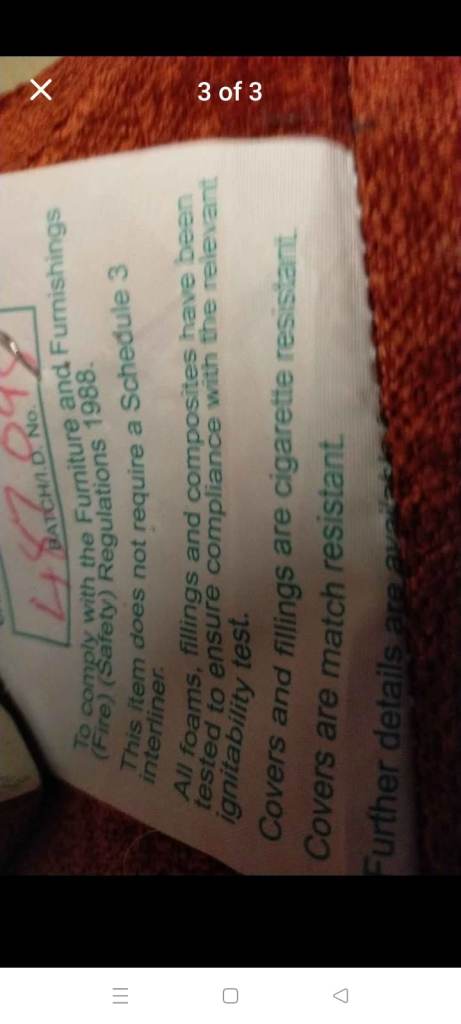 3 of 3
BATCH/I.D. No.
To comply with the Furniture and Furnishings
(Fire) (Safety) Regulations 1988.
This item does not require a Schedule 3
interliner.
All foams, fillings and composites have been
tested to ensure compliance with the relevant
ignitability test.
Covers and fillings are cigarette resistant.
Covers are match resistant.
Further details are